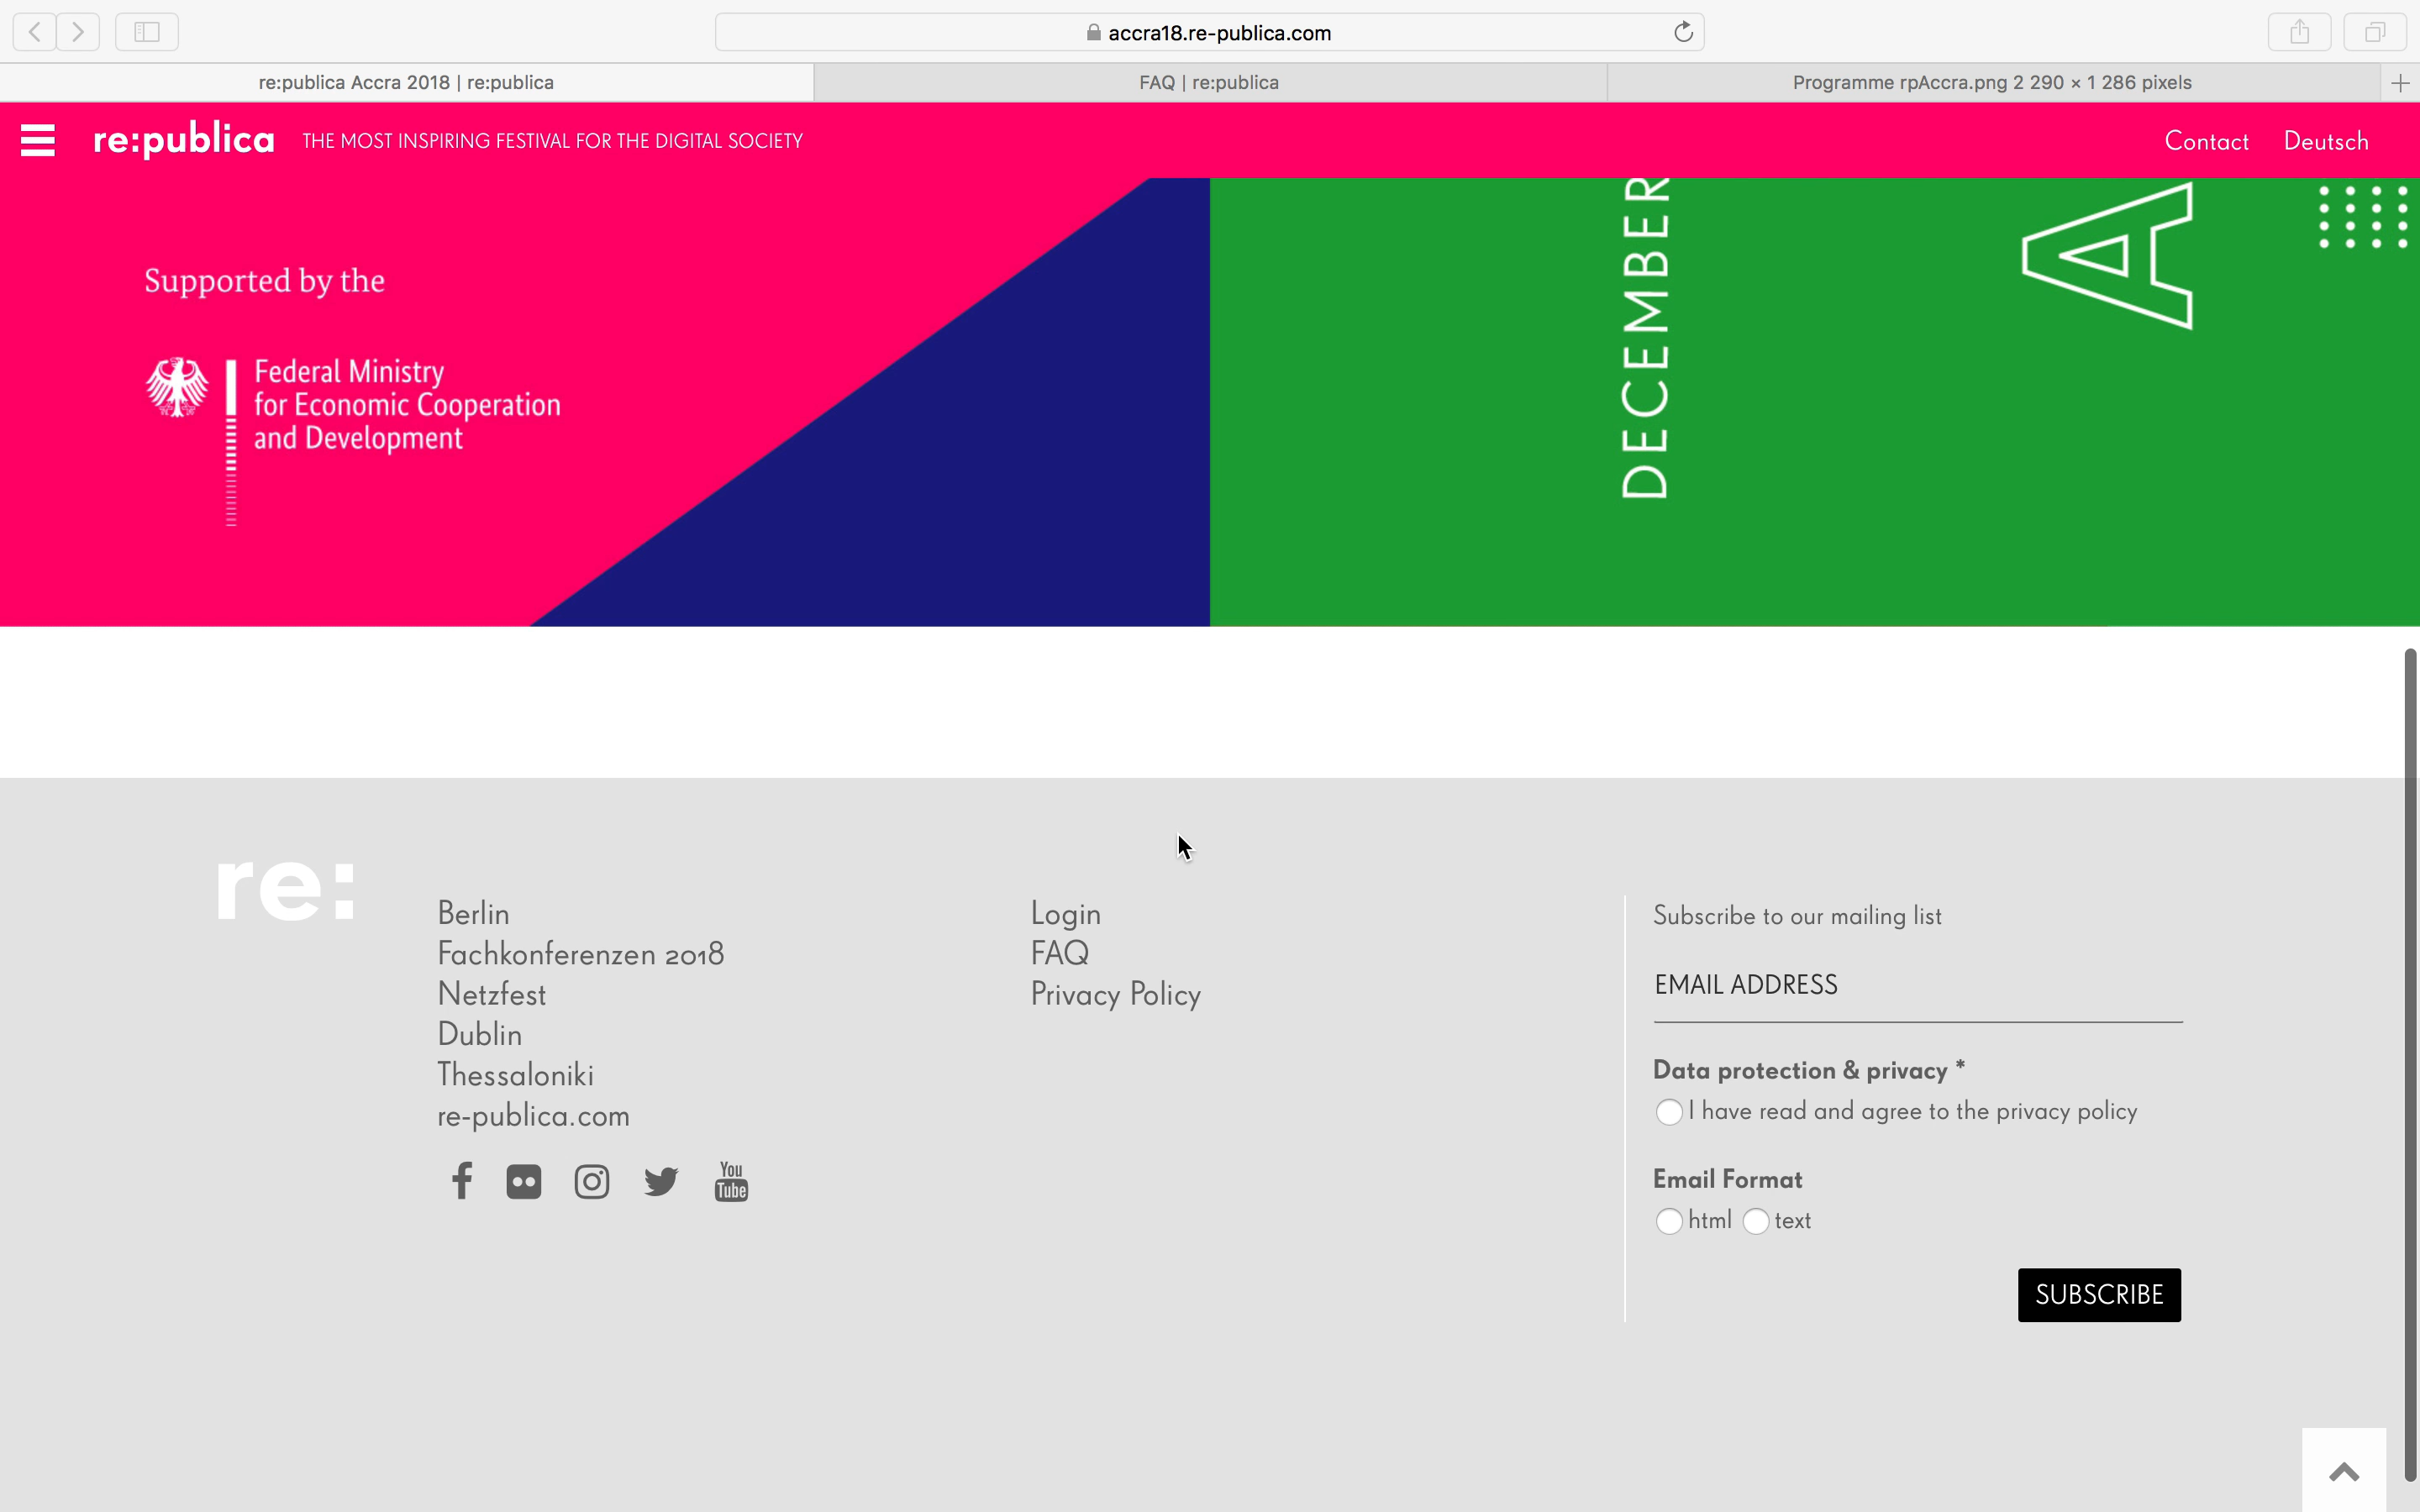 accra18.re-publica.com
re:publica Accra 2018 | re:publica
FAQ | re:publica
Programme rpAccra.png 2 290 × 1 286 pixels
re:publica
THE MOST INSPIRING FESTIVAL FOR THE DIGITAL SOCIETY
Contact
Deutsch
Supported by the
Federal Ministry
for Economic Cooperation
and Development
DECEMBER
A
re:
Berlin
Fachkonferenzen 2018
Netzfest
Dublin
Thessaloniki
re-publica.com
You
Tube
Login
FAQ
Privacy Policy
Subscribe to our mailing list
EMAIL ADDRESS
Data protection & privacy *
I have read and agree to the privacy policy
Email Format
html text
SUBSCRIBE